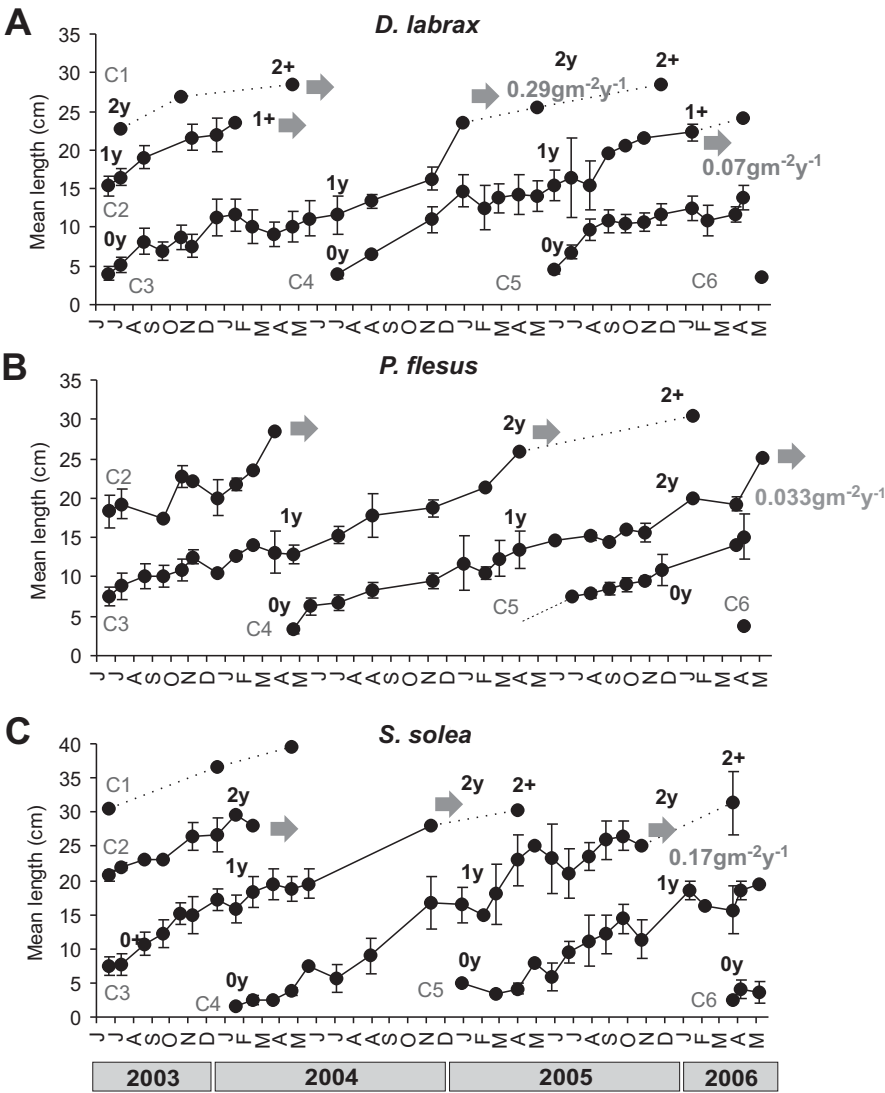 A
D. labrax
Mean length (cm)
35
30
25
20
15
10
5
0
C1
2y
1y
C2
0y
C3
2+
1+
C4
1y
0y
0.29gm-2y-1
2y
2+
1y
0y
C5
1+
0.07gm-2y-1
C6
J J A S O N D J F M A M J J A A S O N D J F M A M J J A S O N D J F M A M
B
P. flesus
Mean length (cm)
35
30
25
20
15
10
5
0
C2
C3
1y
0y
C4
2y
1y
C5
2+
2y
0y
0.033gm-2y-1
C6
J J A S O N D J F M A M J J A A S O N D J F M A M J J A S O N D J F M A M
C
S. solea
Mean length (cm)
40
35
30
25
20
15
10
5
0
C1
C2
0+
C3
2y
1y
0y
C4
2y
2+
1y
0y
C5
2y
2+
0.17gm-2y-1
1y
0y
C6
J J A S O N D J F M A M J J A A S O N D J F M A M J J A S O N D J F M A M
2003
2004
2005
2006